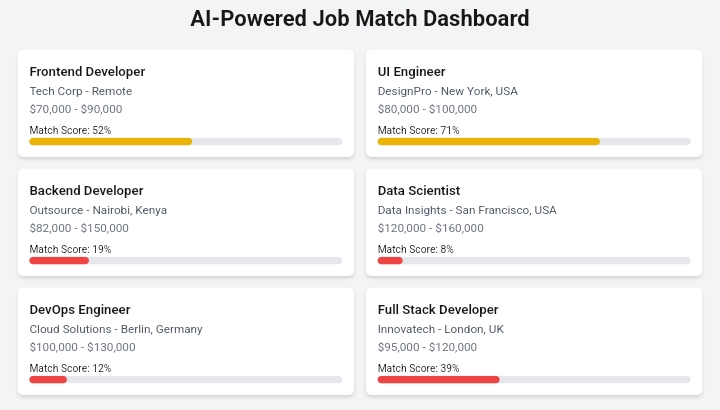 AI-Powered Job Match Dashboard
Frontend Developer
Tech Corp - Remote
$70,000 - $90,000
Match Score: 52%
UI Engineer
DesignPro - New York, USA
$80,000 - $100,000
Match Score: 71%
Backend Developer
Outsource - Nairobi, Kenya
$82,000 - $150,000
Match Score: 19%
Data Scientist
Data Insights - San Francisco, USA
$120,000 - $160,000
Match Score: 8%
DevOps Engineer
Cloud Solutions - Berlin, Germany
$100,000 - $130,000
Match Score: 12%
Full Stack Developer
Innovatech - London, UK
$95,000 - $120,000
Match Score: 39%